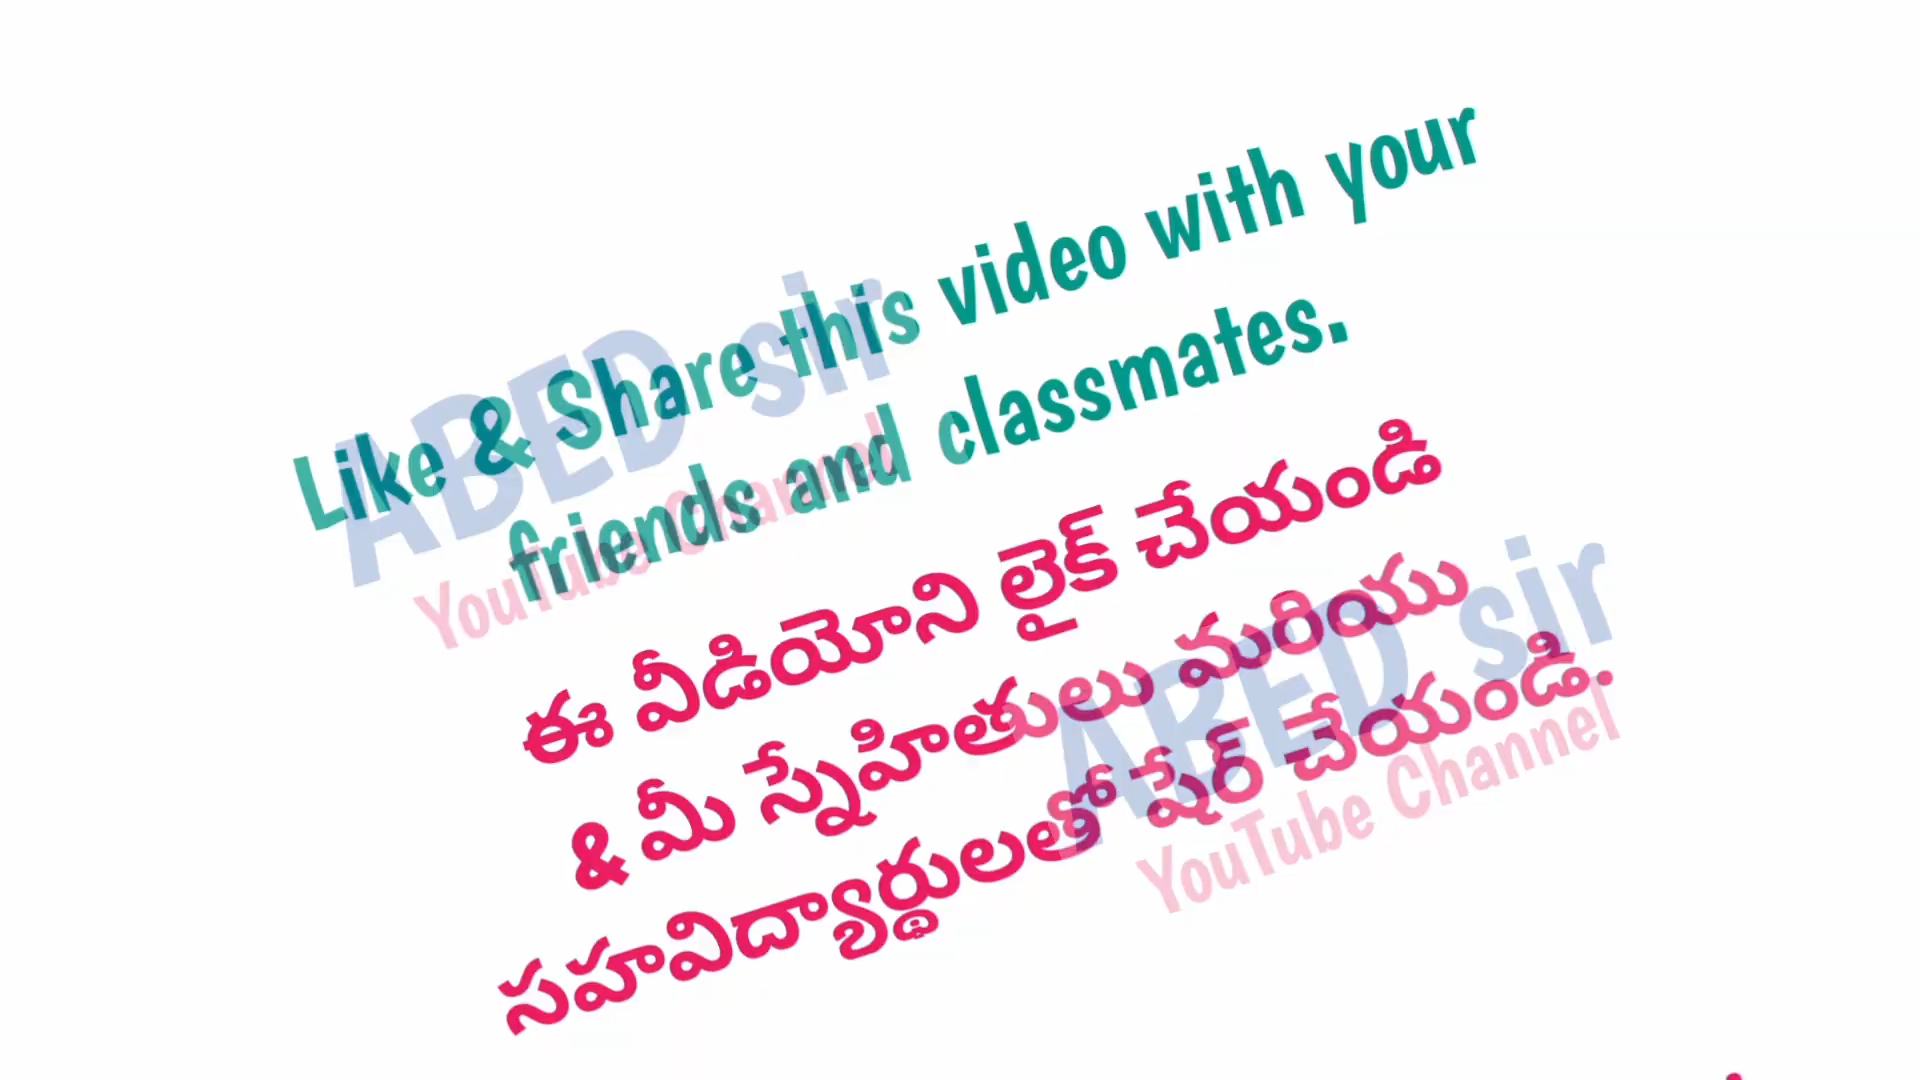 Like & Share this video with your
friends and classmates.
ఈ వీడియోని లైక్ చేయండి
& మీ స్నేహితులు మరియు
సహవిద్యార్థులతో షేర్ చేయండి.
ABED sir
YouTube Channel
ABED sir
YouTube Channel